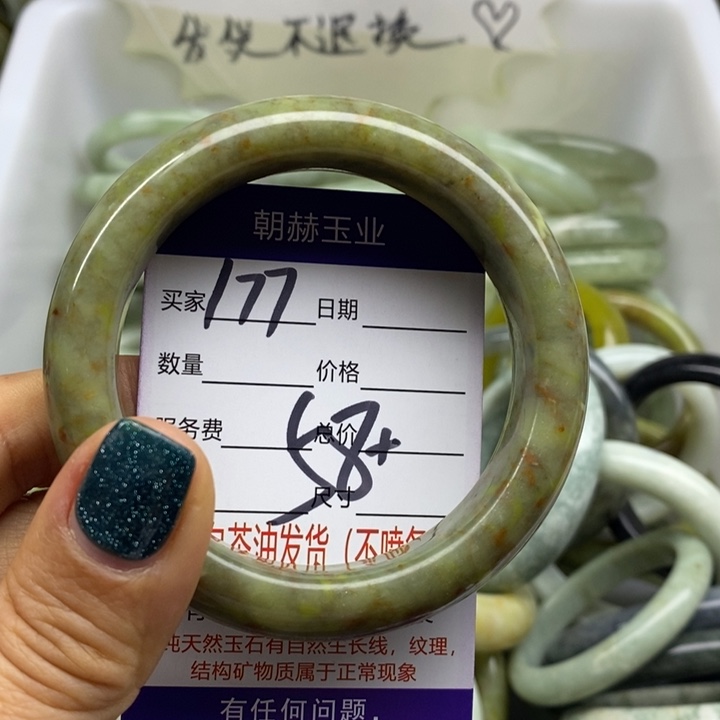 不退换 ♡
朝赫玉业
买家 177 日期
数量 价格
服务费 总价
58+
尺寸
茶油发货（不喷
纯天然玉石有自然生长线，纹理，
结构矿物质属于正常现象
有任何问题，